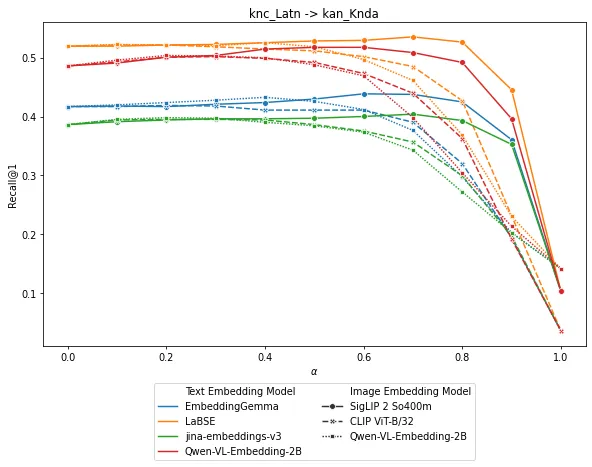 knc_Latn -> kan_Knda
0.5
0.4
0.3
0.2
0.1
Recall@1
0.0 0.2 0.4 0.6 0.8 1.0
α
Text Embedding Model Image Embedding Model
EmbeddingGemma SigLIP 2 So400m
LaBSE CLIP ViT-B/32
jina-embeddings-v3 Qwen-VL-Embedding-2B
Qwen-VL-Embedding-2B